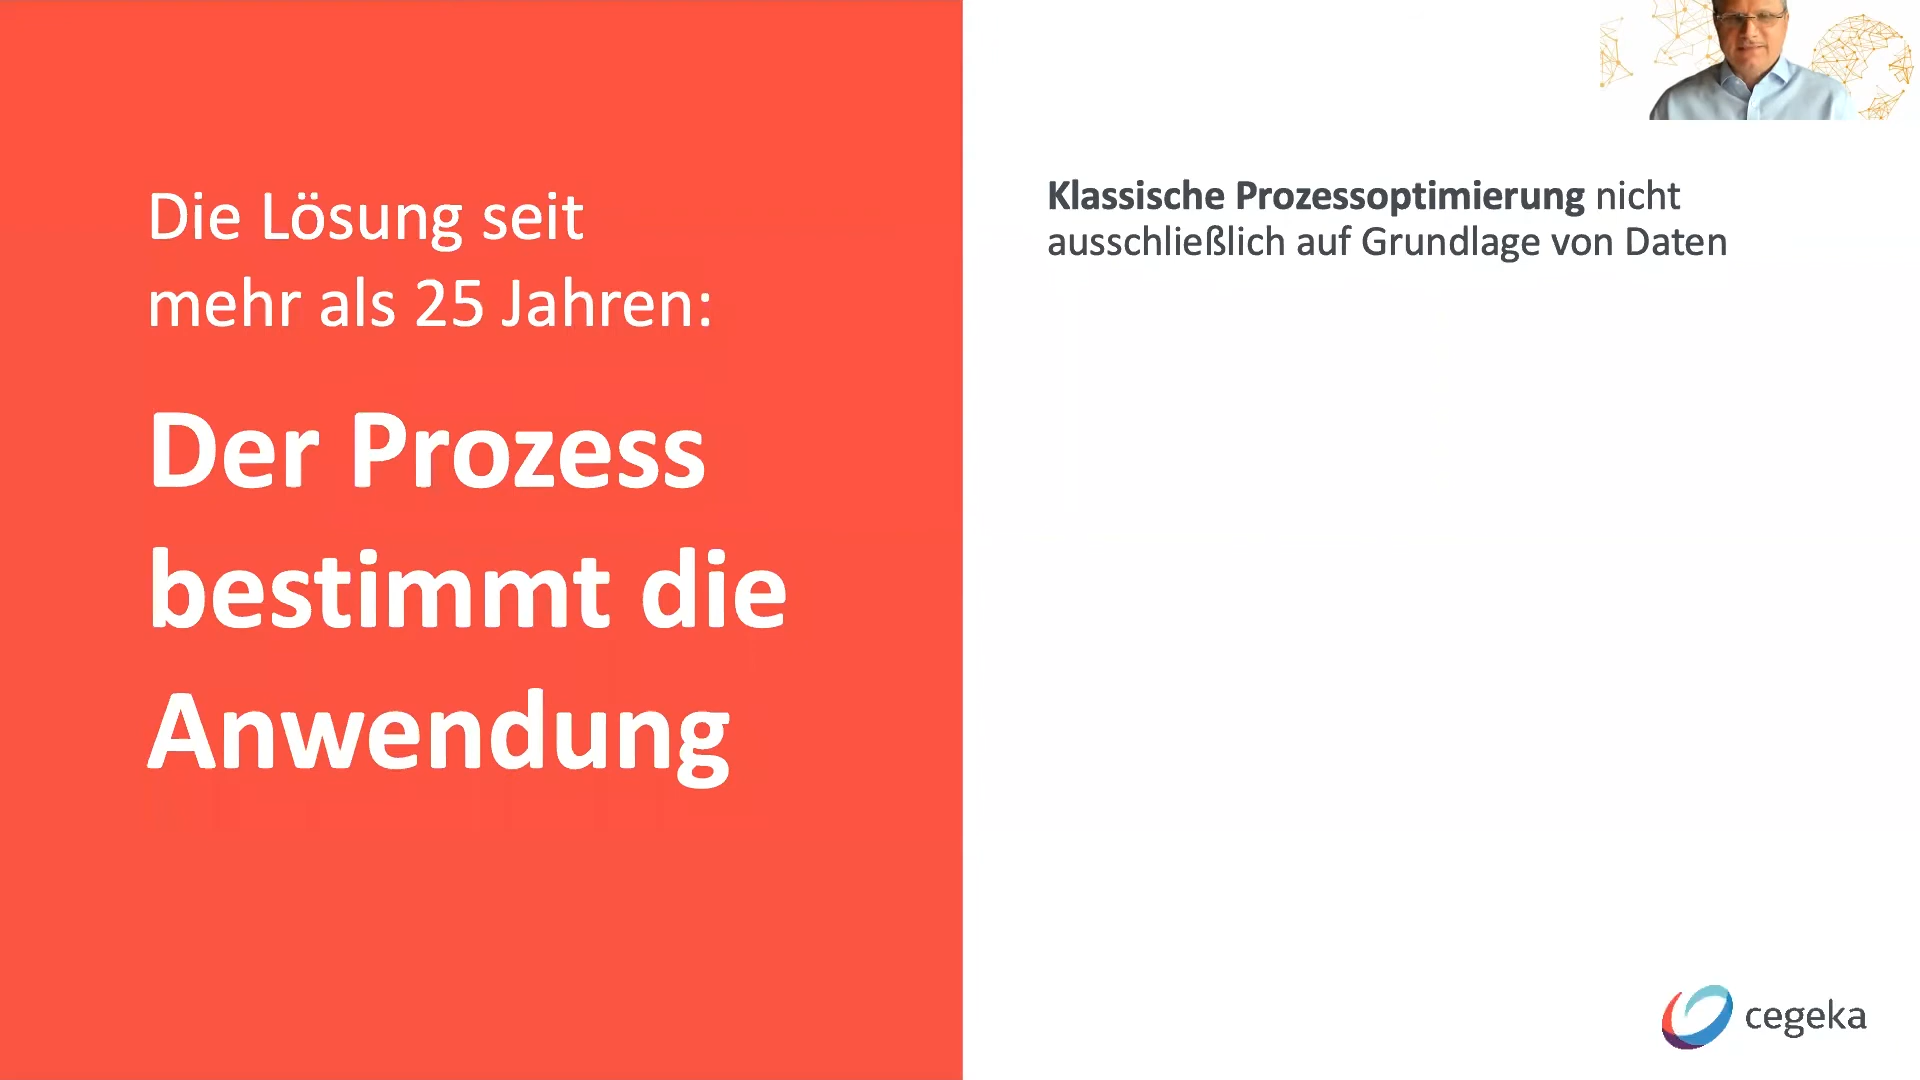 Die Lösung seit
mehr als 25 Jahren:
Der Prozess
bestimmt die
Anwendung
Klassische Prozessoptimierung nicht
ausschließlich auf Grundlage von Daten
cegeka